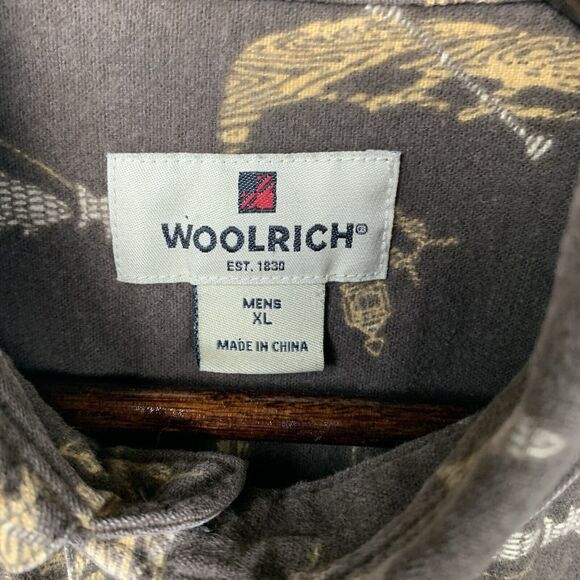 WOOLRICH®
EST. 1830
MENS
XL
MADE IN CHINA